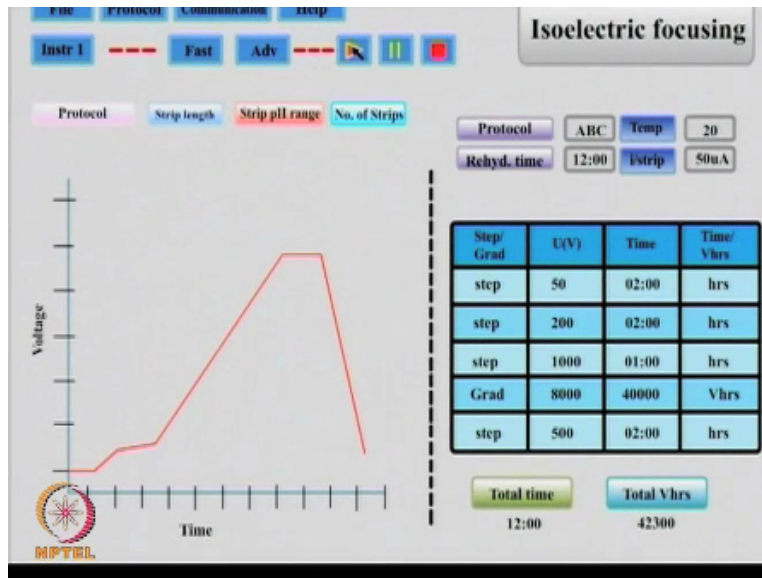 File Protocol Communication Help
Isoelectric focusing
Instr 1 Fast Adv
Protocol Strip length Strip pH range No. of Strips
Protocol ABC Temp 20
Rehyd. time 12:00 i/strip 50uA
Step/Grad U(V) Time Time/Vhrs
step 50 02:00 hrs
step 200 02:00 hrs
step 1000 01:00 hrs
Grad 8000 40000 Vhrs
step 500 02:00 hrs
Voltage
Time
Total time Total Vhrs
12:00 42300
NPTEL